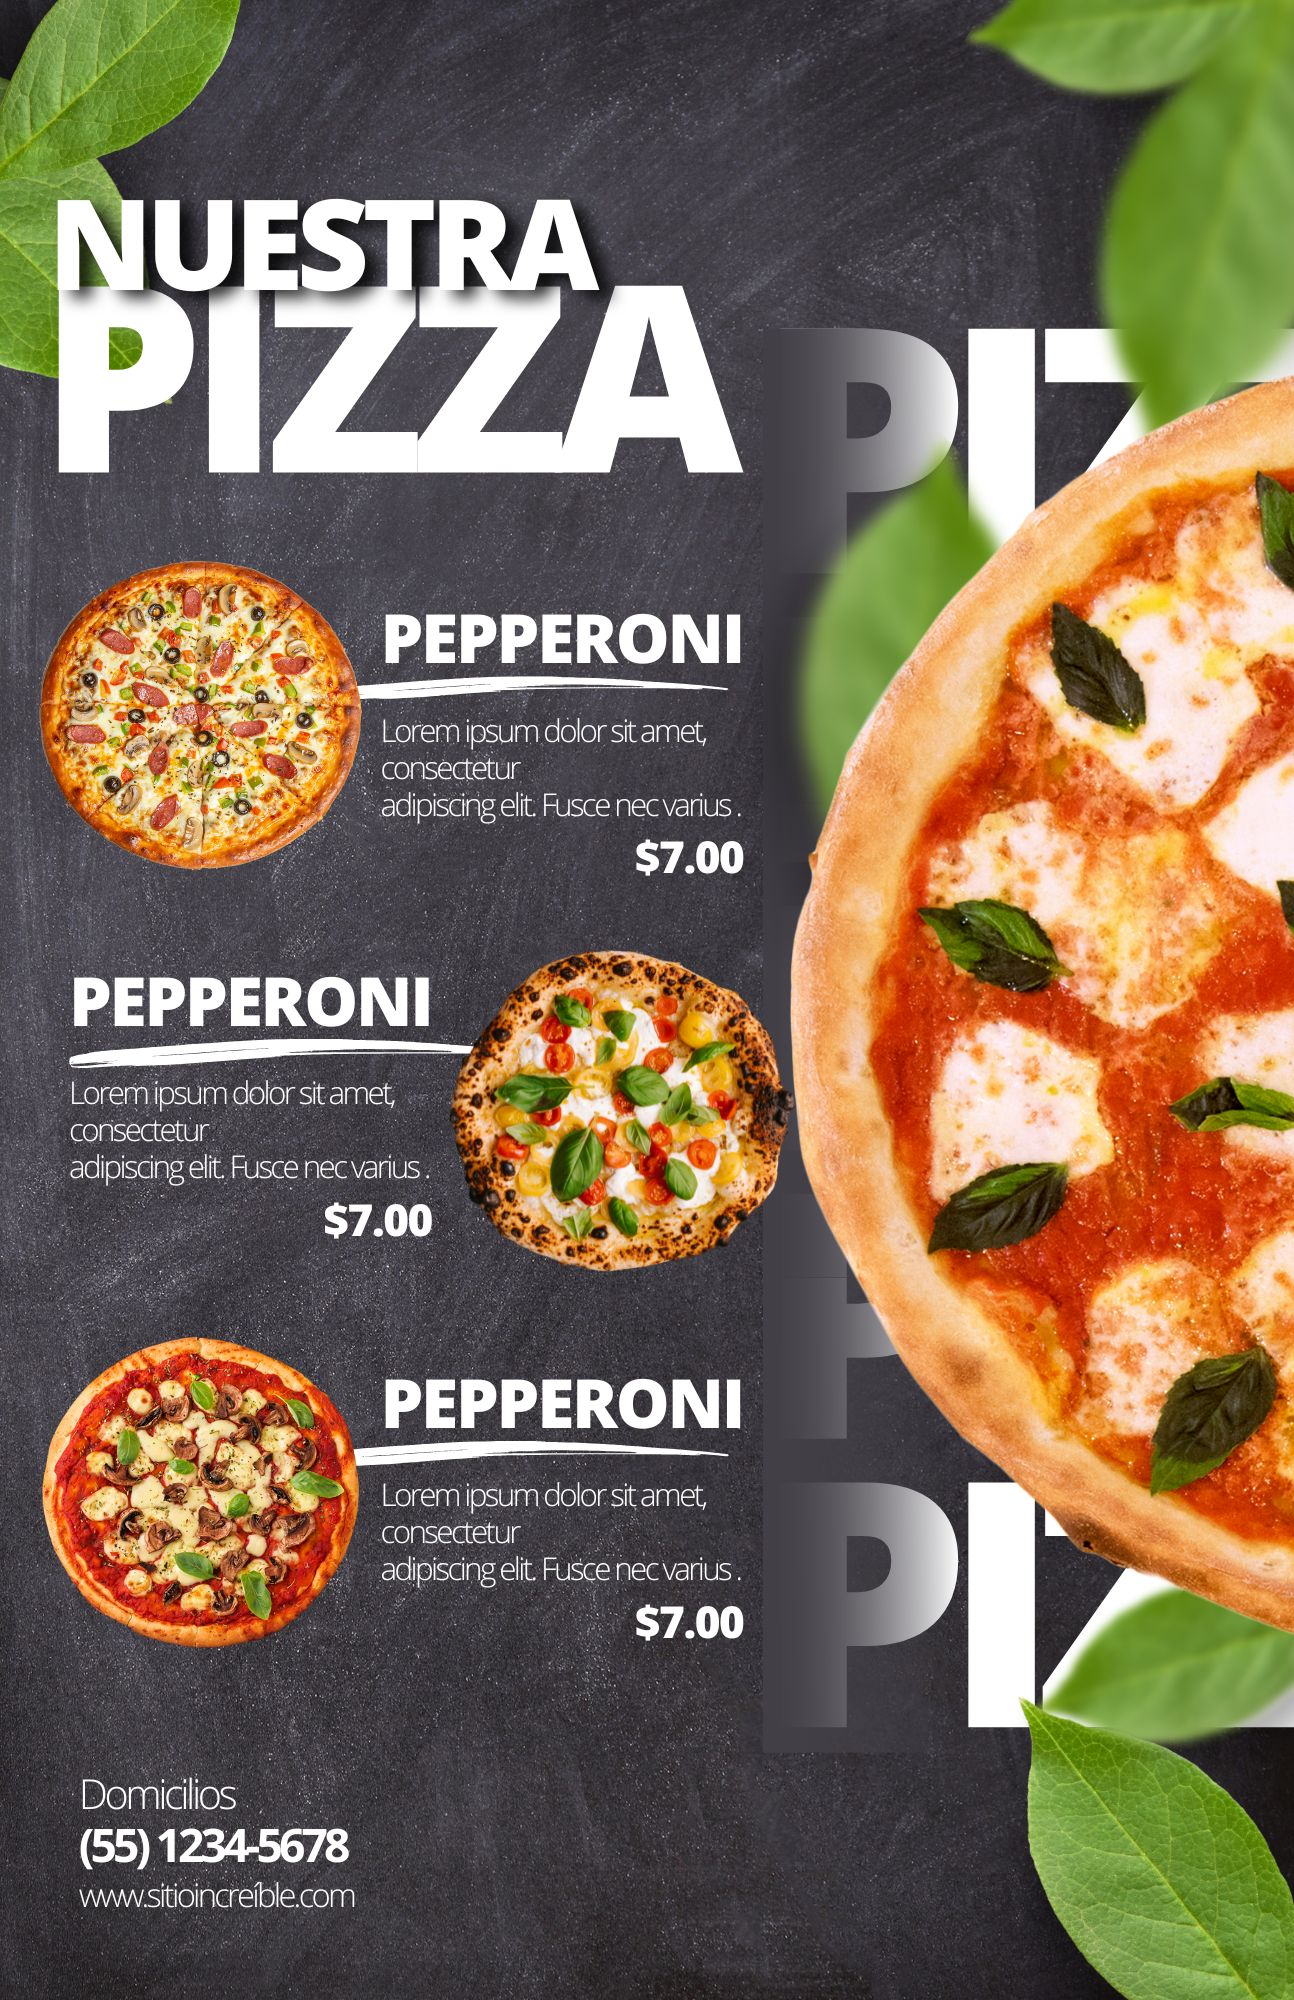 NUESTRA
PIZZA
PIZ
PEPPERONI
Lorem ipsum dolor sit amet,
consectetur
adipiscing elit. Fusce nec varius .
$7.00
PEPPERONI
Lorem ipsum dolor sit amet,
consectetur
adipiscing elit. Fusce nec varius .
$7.00
P
PEPPERONI
Lorem ipsum dolor sit amet,
consectetur
adipiscing elit. Fusce nec varius .
$7.00
PIZ
Domicilios
(55) 1234-5678
www.sitioincreíble.com